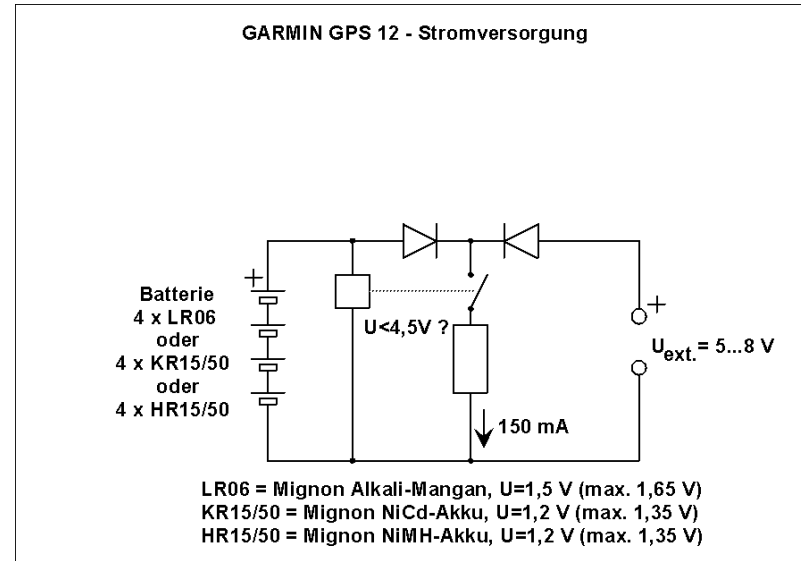 GARMIN GPS 12 - Stromversorgung
+
Batterie
4 x LR06
oder
4 x KR15/50
oder
4 x HR15/50
U<4,5V ?
150 mA
+
Uext. = 5...8 V
LR06 = Mignon Alkali-Mangan, U=1,5 V (max. 1,65 V)
KR15/50 = Mignon NiCd-Akku, U=1,2 V (max. 1,35 V)
HR15/50 = Mignon NiMH-Akku, U=1,2 V (max. 1,35 V)